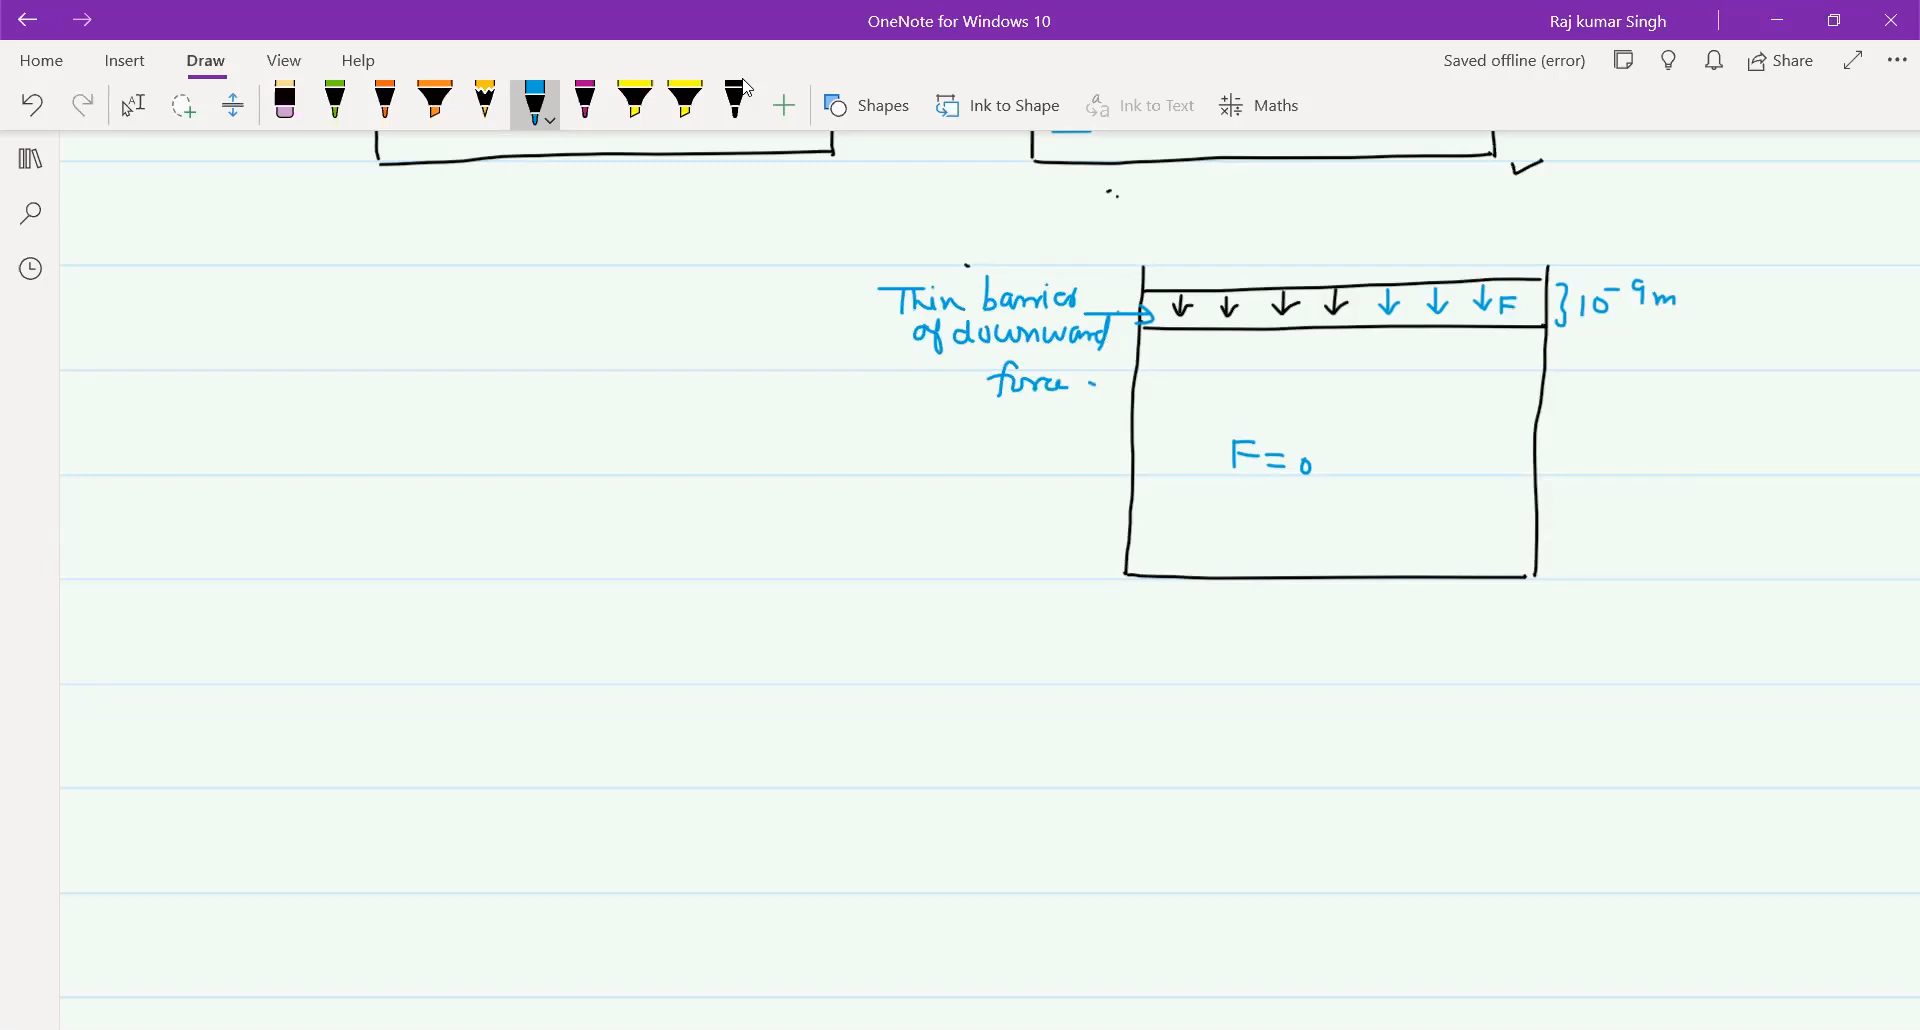 OneNote for Windows 10
Raj kumar Singh
Home Insert Draw View Help
Saved offline (error) Share
Shapes Ink to Shape Ink to Text Maths
Thin barrier
of downward
force .
F
} 10⁻⁹m
F = 0